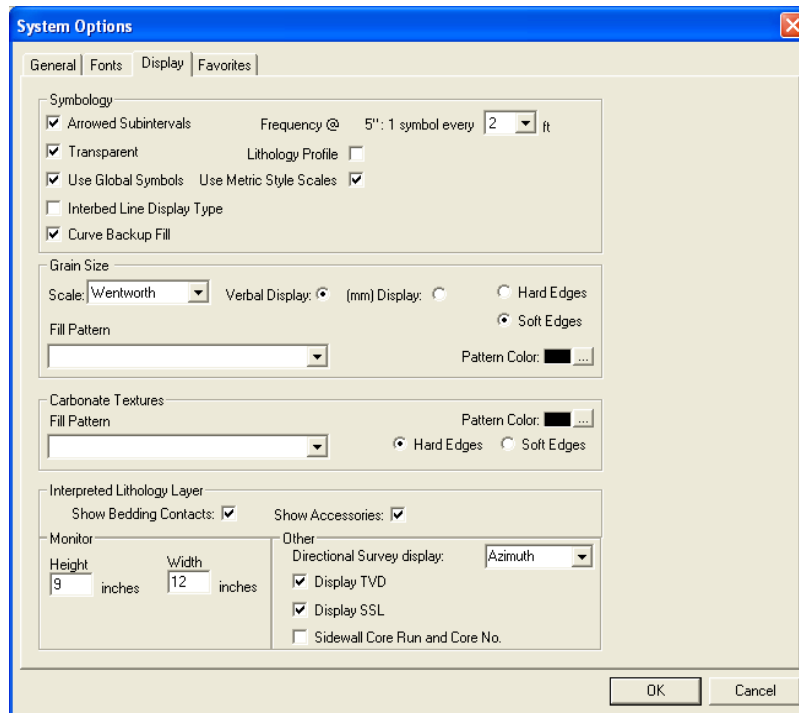 System Options
General Fonts Display Favorites
Symbology
Arrowed Subintervals Frequency @ 5": 1 symbol every 2 ft
Transparent Lithology Profile
Use Global Symbols Use Metric Style Scales
Interbed Line Display Type
Curve Backup Fill
Grain Size
Scale: Wentworth Verbal Display: (mm) Display: Hard Edges
Soft Edges
Fill Pattern
Pattern Color: ...
Carbonate Textures
Fill Pattern Pattern Color: ...
Hard Edges Soft Edges
Interpreted Lithology Layer
Show Bedding Contacts: Show Accessories:
Monitor Other
Directional Survey display: Azimuth
Height Width
9 inches 12 inches
Display TVD
Display SSL
Sidewall Core Run and Core No.
OK Cancel